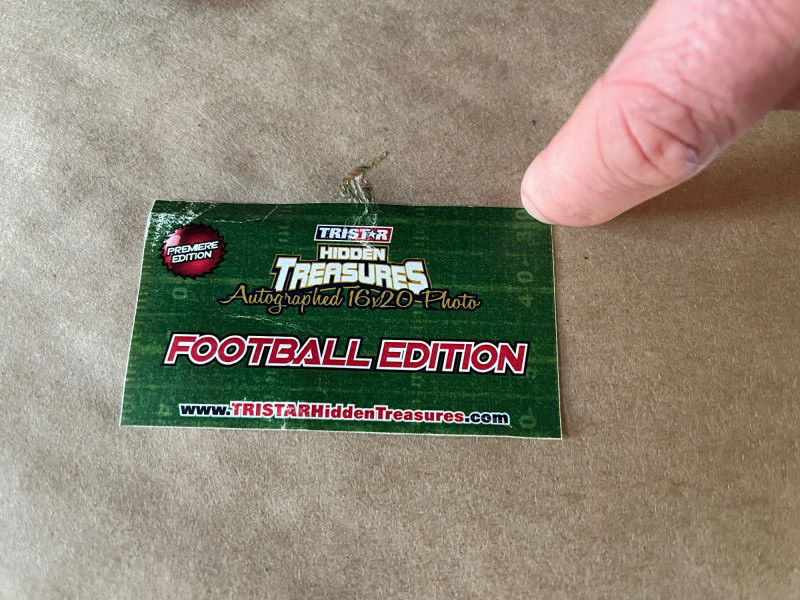 TRISTAR
PREMIERE
EDITION
HIDDEN
TREASURES
Autographed 16x20 Photo
FOOTBALL EDITION
www.TRISTARHiddenTreasures.com